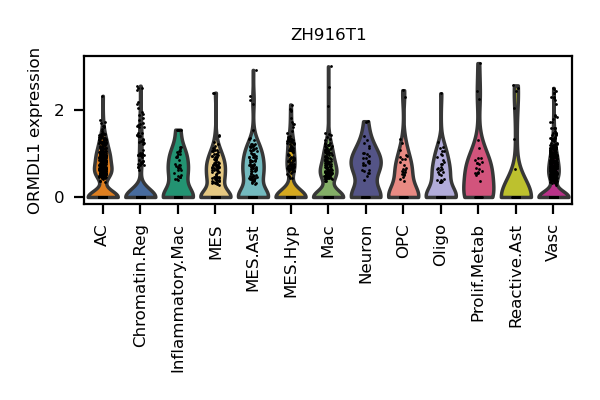 ZH916T1
ORMDL1 expression
2
0
AC
Chromatin.Reg
Inflammatory.Mac
MES
MES.Ast
MES.Hyp
Mac
Neuron
OPC
Oligo
Prolif.Metab
Reactive.Ast
Vasc